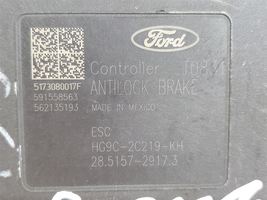 Ford
Controller
5173080017F
ANTILOCK BRAKE
591558563
562135193
MADE IN MEXICO
ESC
HG9C-2C219-KH
28.5157-2917.3